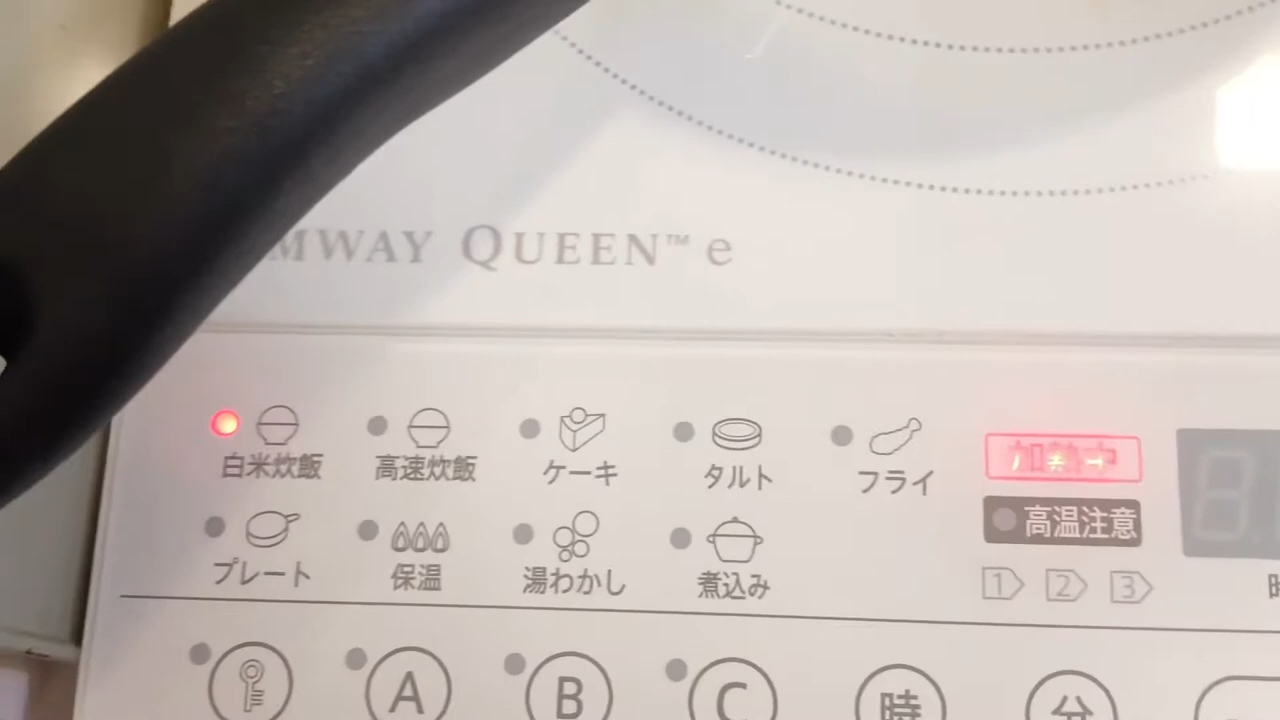 MWAY QUEEN™ e
白米炊飯 高速炊飯 ケーキ タルト フライ 加熱中
高温注意
プレート 保温 湯わかし 煮込み 1 2 3
A B C 時 分